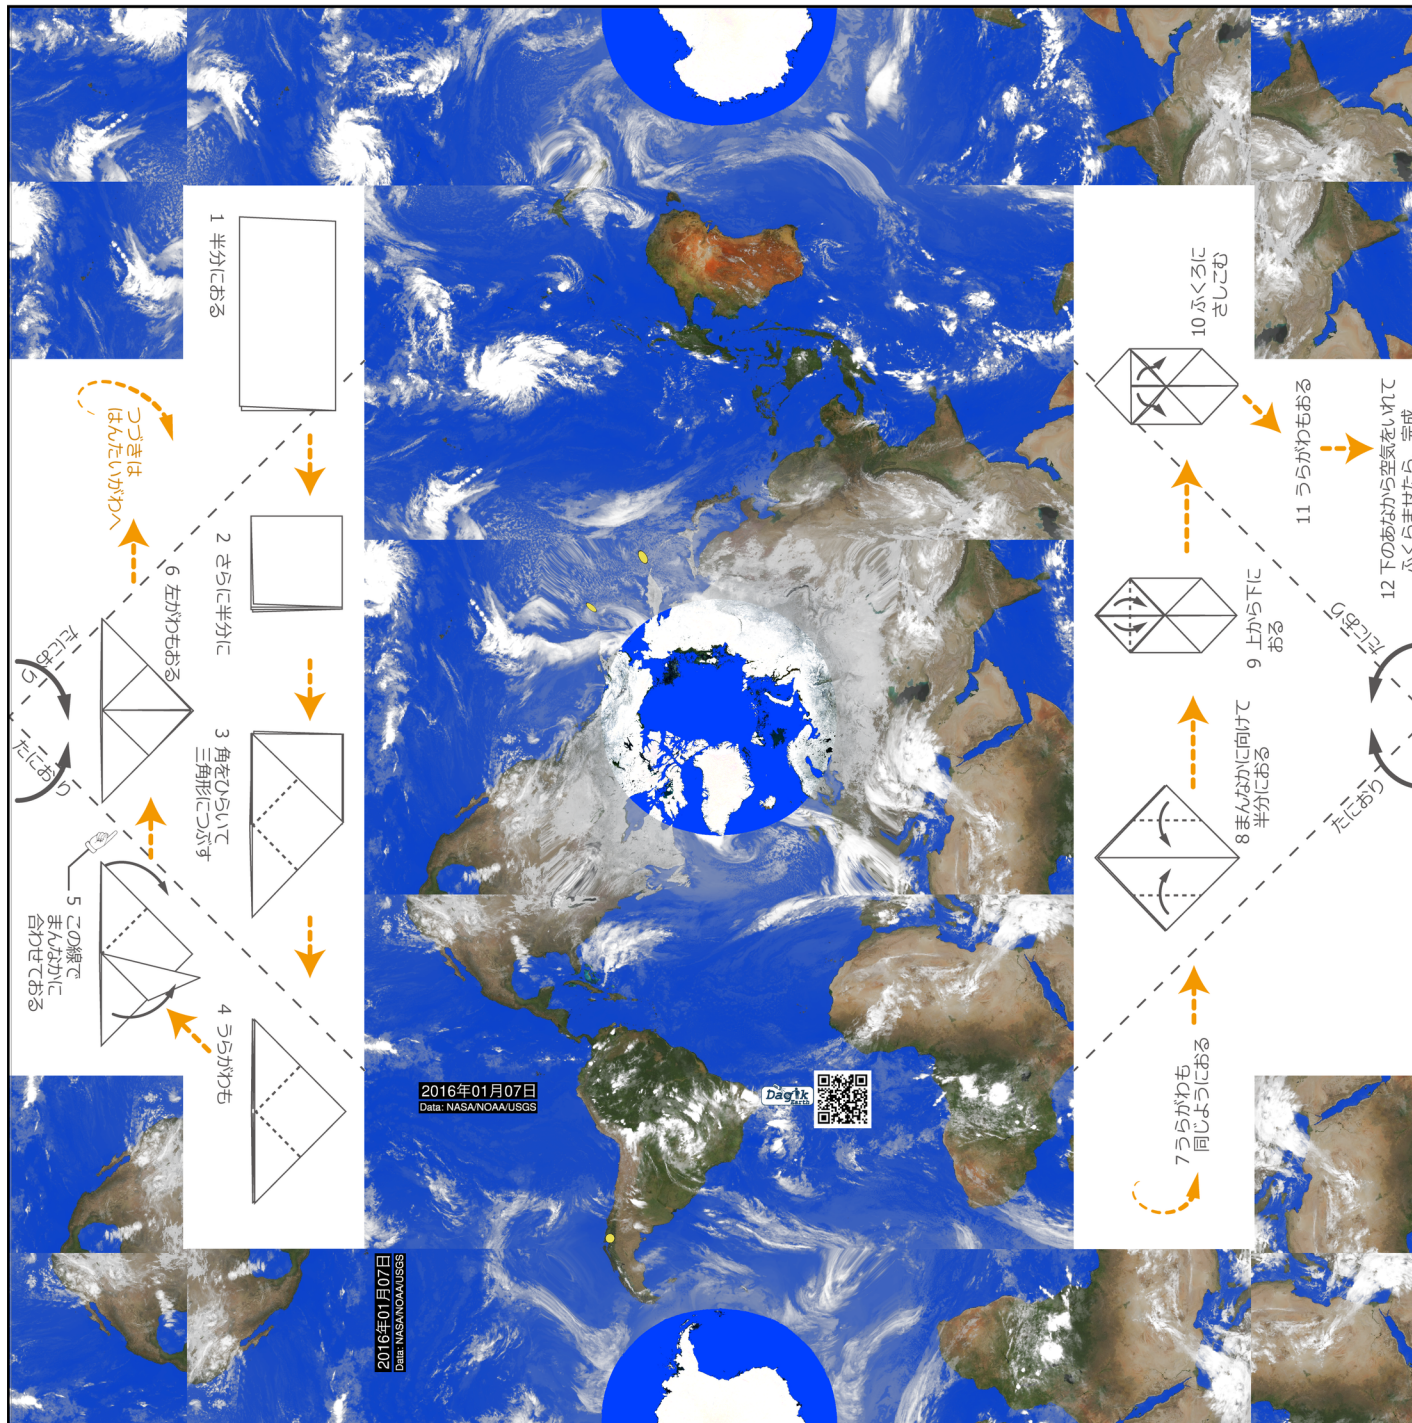 1 半分におる
2 さらに半分に
3 角をひらいて
三角形につぶす
4 うらがわも
5 この線で
まんなかに
合わせておる
6 左がわもおる
つづきは
はんたいがわへ
たにおり
たにおり
7 うらがわも
同じようにおる
8 まんなかに向けて
半分におる
9 上から下に
おる
10 ふくろに
さしこむ
11 うらがわもおる
12 下のあなから空気をいれて
ふくらませたら、完成
たにおり
たにおり
2016年01月07日
Data: NASA/NOAA/USGS
Dagik
Earth
2016年01月07日
Data: NASA/NOAA/USGS